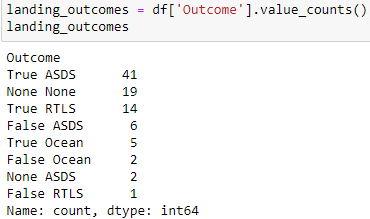 landing_outcomes = df['Outcome'].value_counts()
landing_outcomes
Outcome
True ASDS      41
None None      19
True RTLS      14
False ASDS      6
True Ocean      5
False Ocean     2
None ASDS       2
False RTLS      1
Name: count, dtype: int64